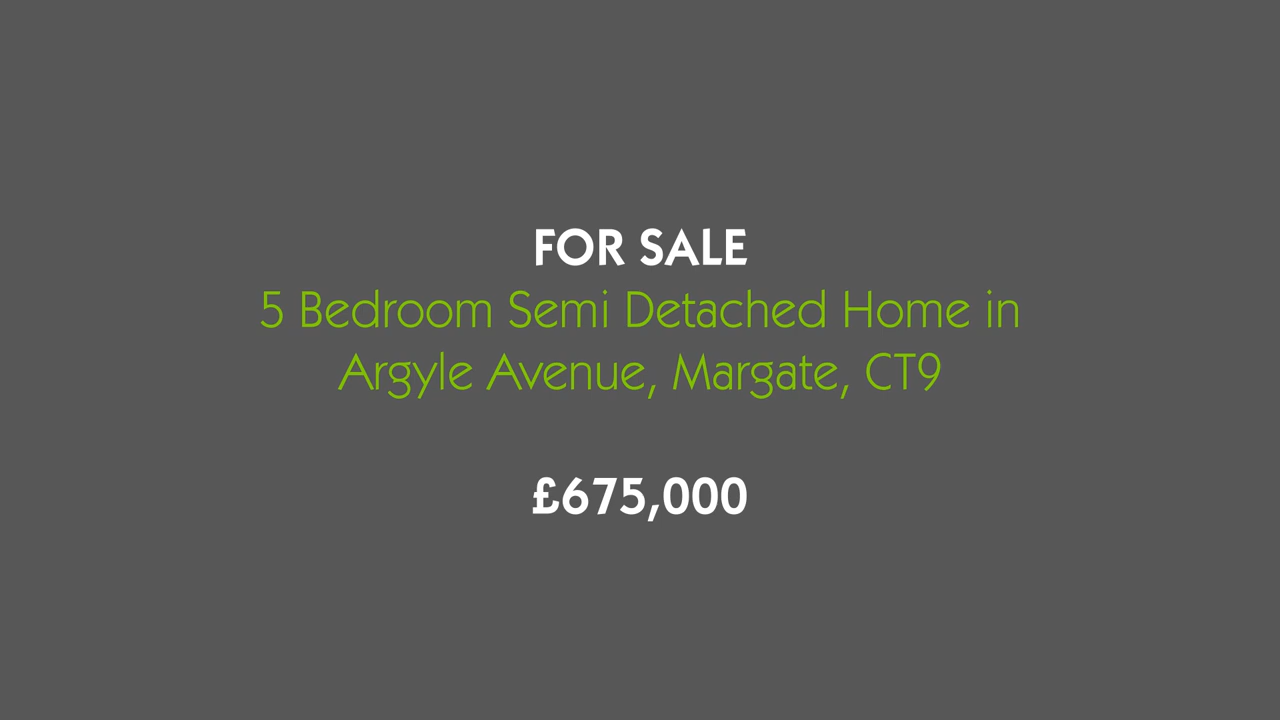 FOR SALE
5 Bedroom Semi Detached Home in
Argyle Avenue, Margate, CT9
£675,000